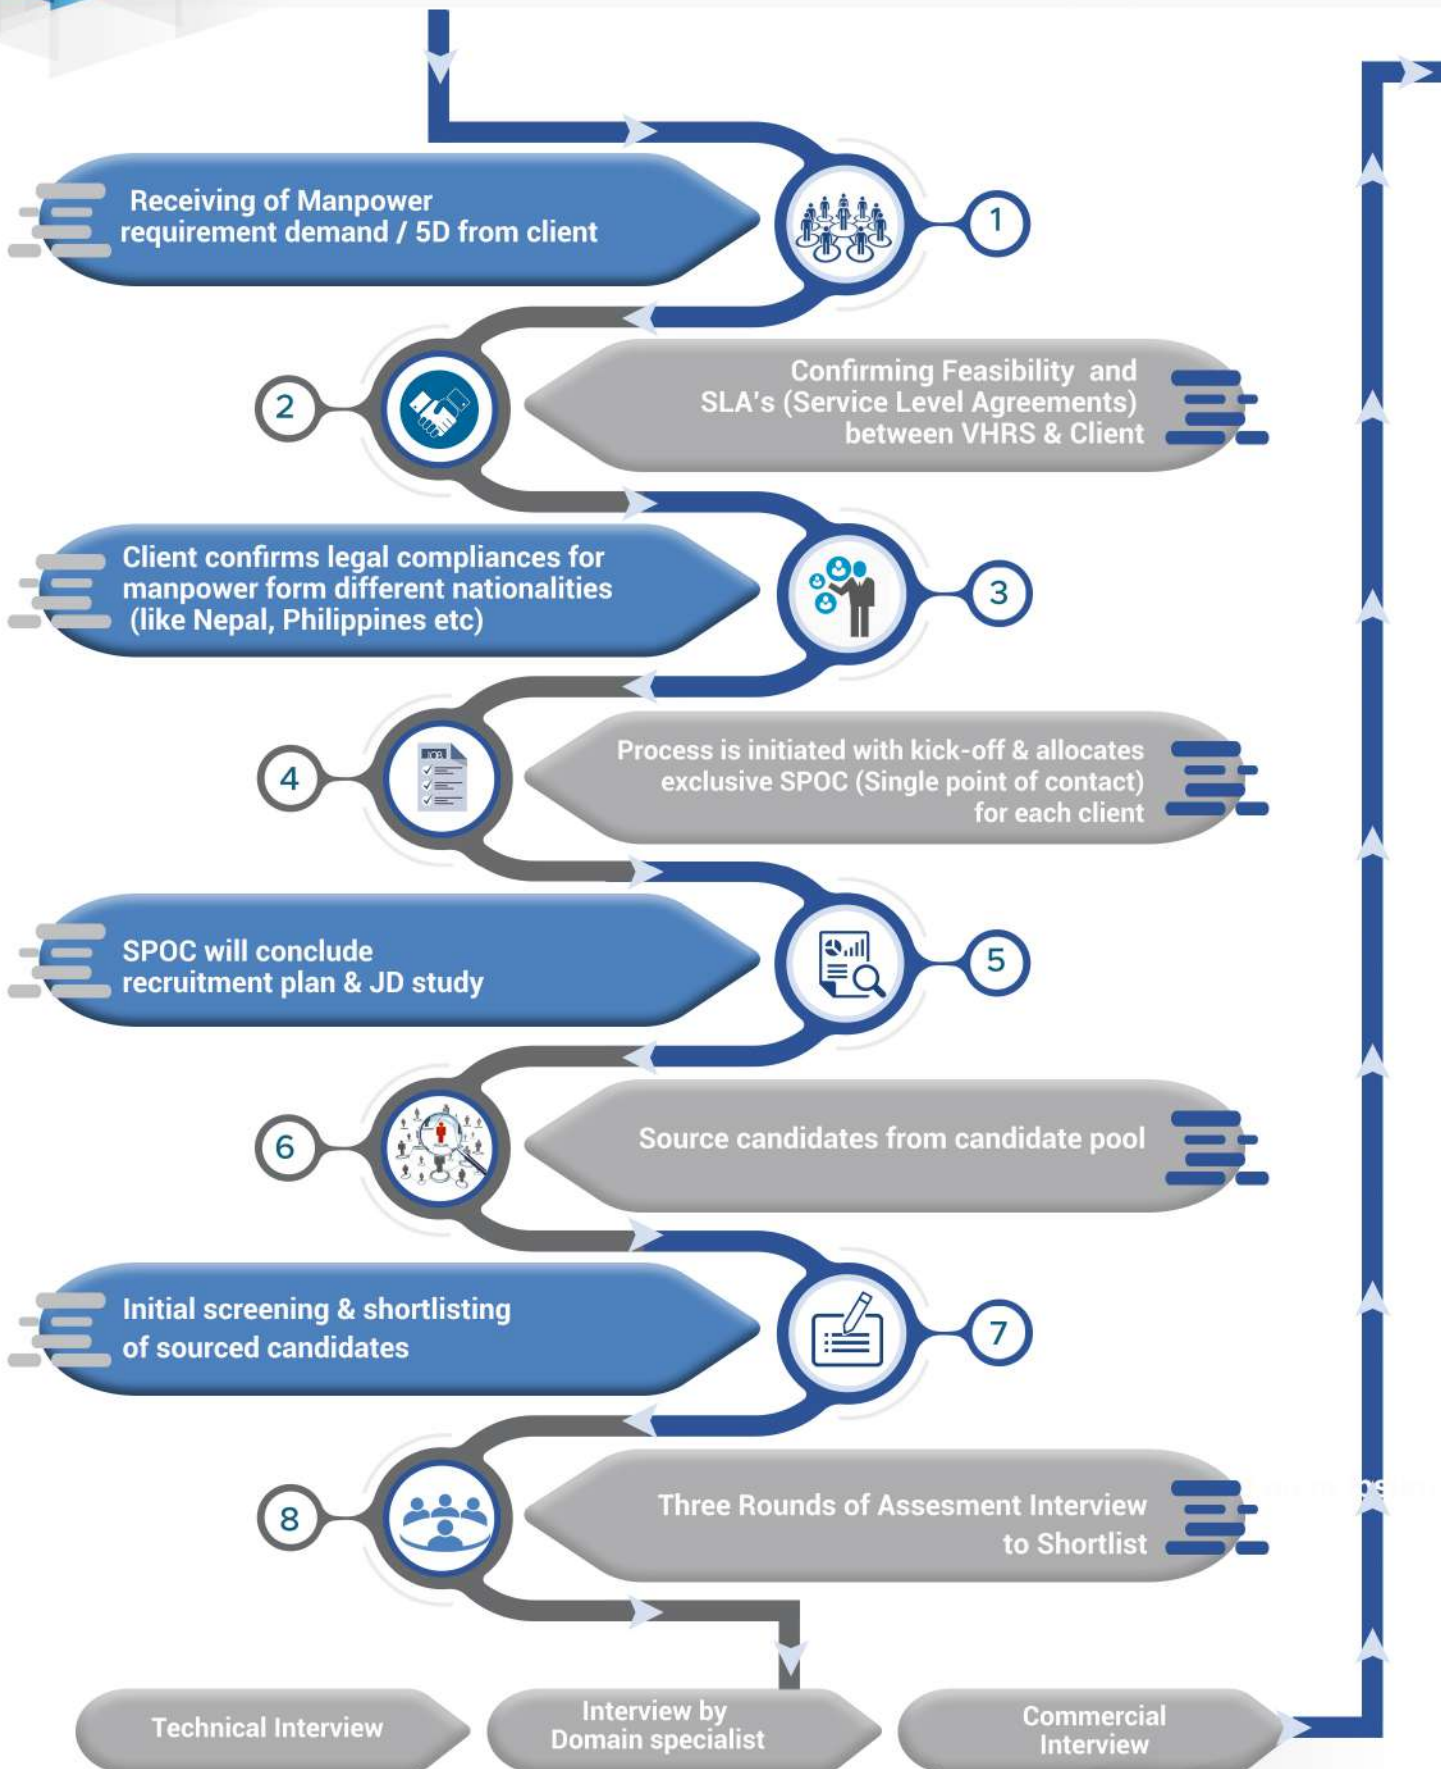 Receiving of Manpower
requirement demand / 5D from client
1
2
Confirming Feasibility and
SLA's (Service Level Agreements)
between VHRS & Client
Client confirms legal compliances for
manpower form different nationalities
(like Nepal, Philippines etc)
3
4
JOB
Process is initiated with kick-off & allocates
exclusive SPOC (Single point of contact)
for each client
SPOC will conclude
recruitment plan & JD study
5
6
Source candidates from candidate pool
Initial screening & shortlisting
of sourced candidates
7
8
Three Rounds of Assesment Interview
to Shortlist
Technical Interview
Interview by
Domain specialist
Commercial
Interview